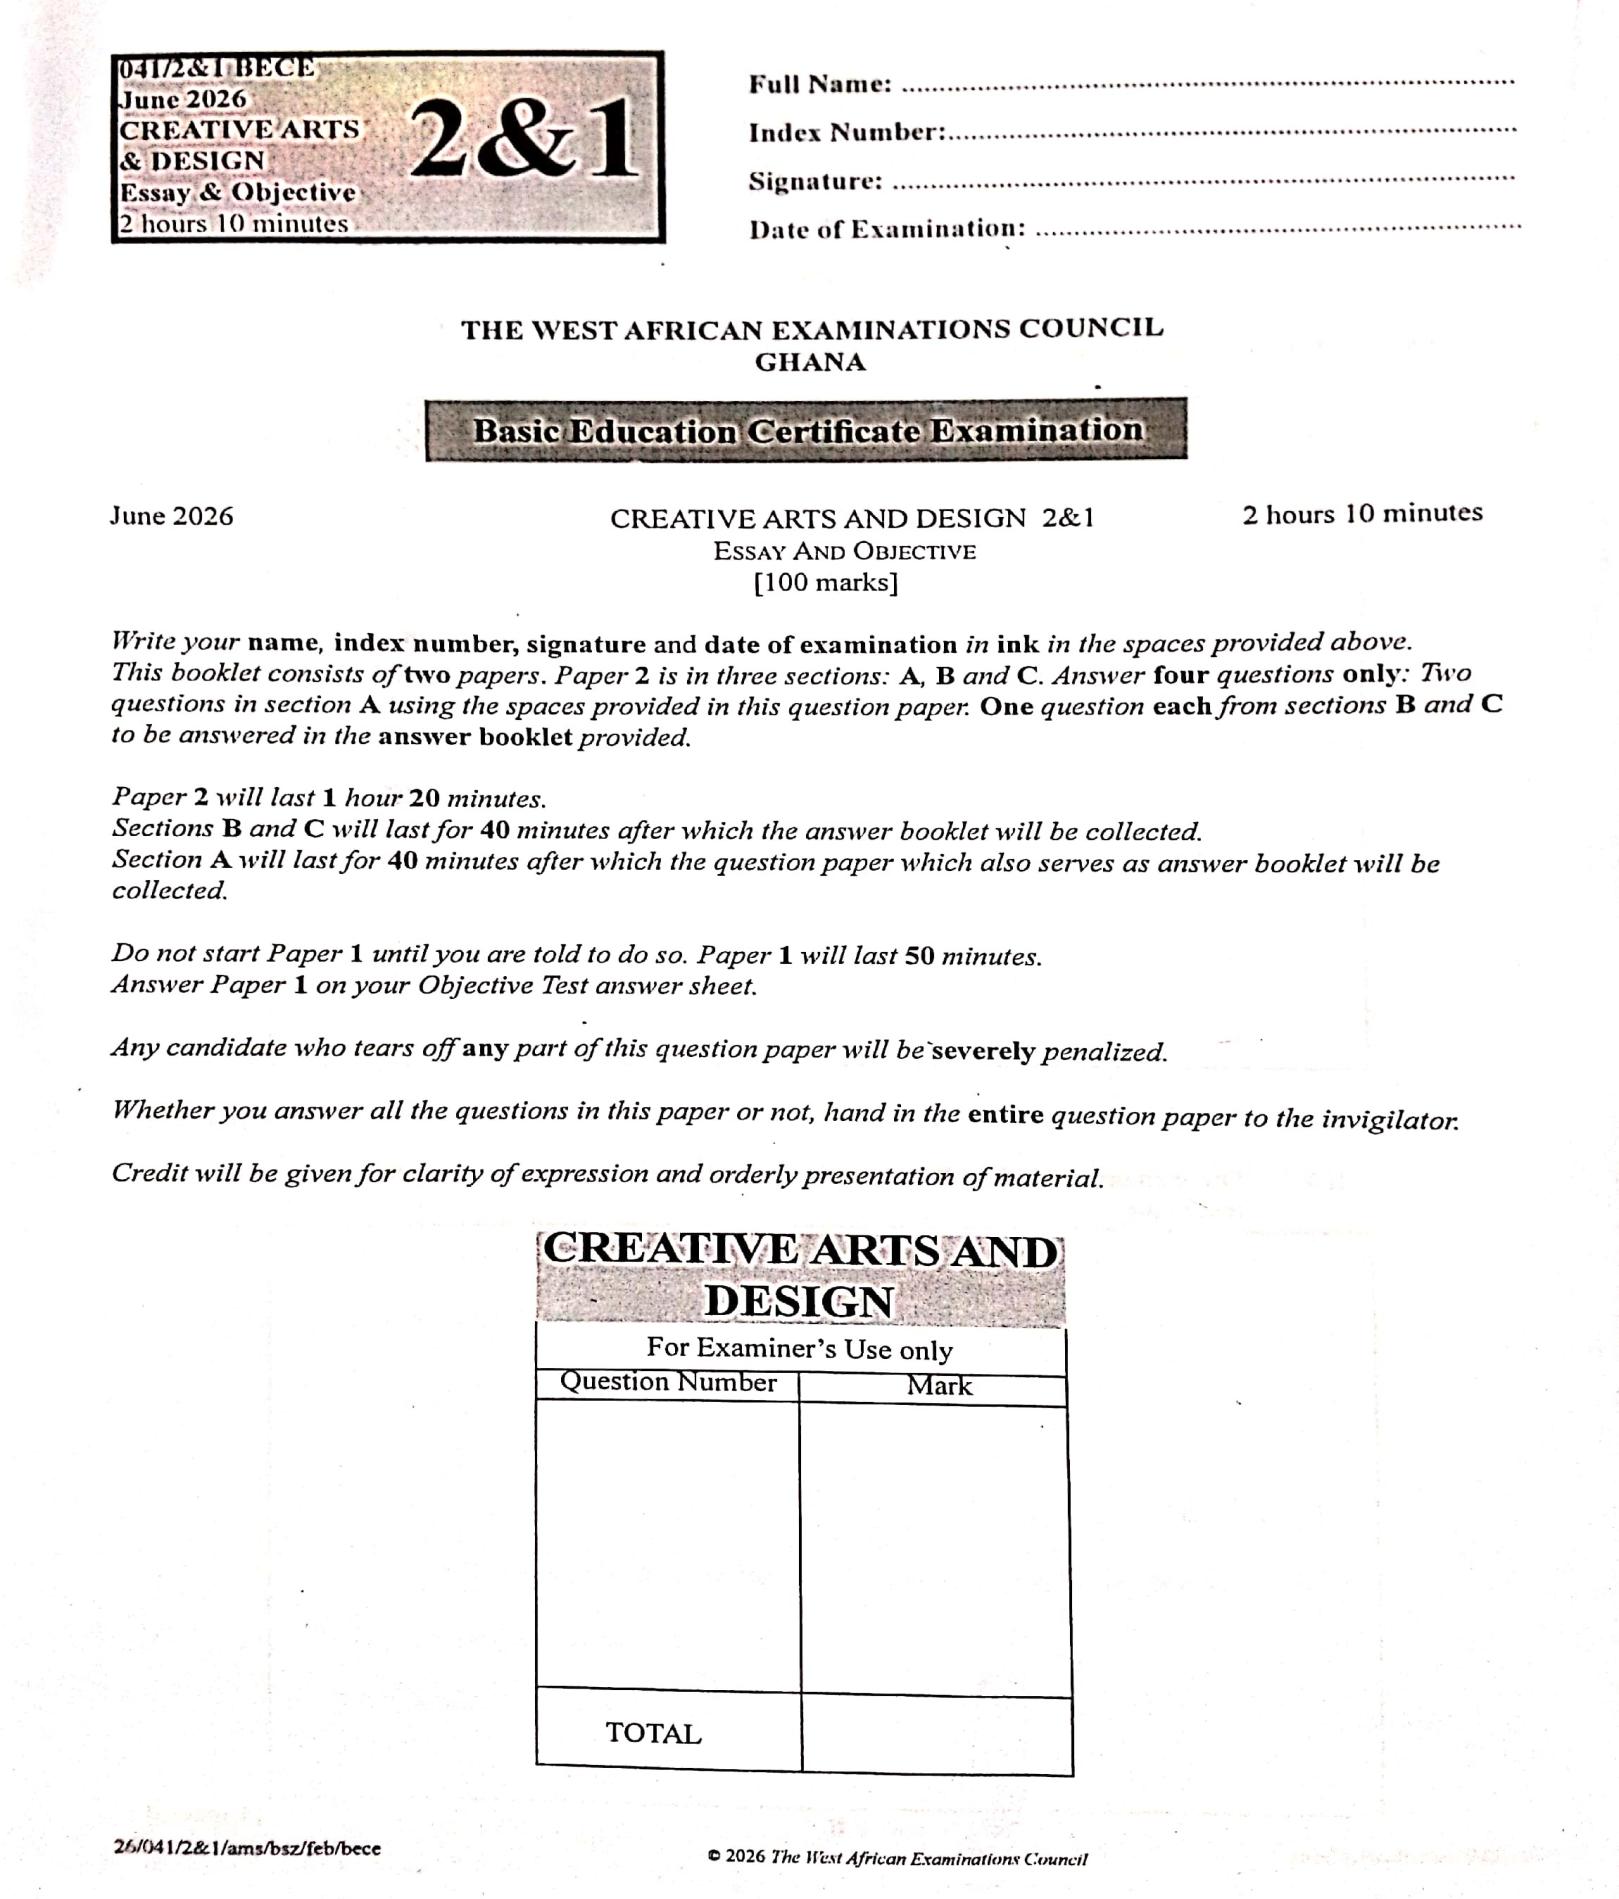 041/2&1 BECE
June 2026
CREATIVE ARTS
& DESIGN
Essay & Objective
2 hours 10 minutes
2&1
Full Name: ..........
Index Number:..........
Signature: ..........
Date of Examination: ..........
THE WEST AFRICAN EXAMINATIONS COUNCIL
GHANA
Basic Education Certificate Examination
June 2026
CREATIVE ARTS AND DESIGN 2&1
2 hours 10 minutes
ESSAY AND OBJECTIVE
[100 marks]
Write your name, index number, signature and date of examination in ink in the spaces provided above.
This booklet consists of two papers. Paper 2 is in three sections: A, B and C. Answer four questions only: Two
questions in section A using the spaces provided in this question paper. One question each from sections B and C
to be answered in the answer booklet provided.
Paper 2 will last 1 hour 20 minutes.
Sections B and C will last for 40 minutes after which the answer booklet will be collected.
Section A will last for 40 minutes after which the question paper which also serves as answer booklet will be
collected.
Do not start Paper 1 until you are told to do so. Paper 1 will last 50 minutes.
Answer Paper 1 on your Objective Test answer sheet.
Any candidate who tears off any part of this question paper will be severely penalized.
Whether you answer all the questions in this paper or not, hand in the entire question paper to the invigilator.
Credit will be given for clarity of expression and orderly presentation of material.
CREATIVE ARTS AND
DESIGN
For Examiner's Use only
Question Number
Mark
TOTAL
26/041/2&1/ams/bsz/feb/bece
© 2026 The West African Examinations Council